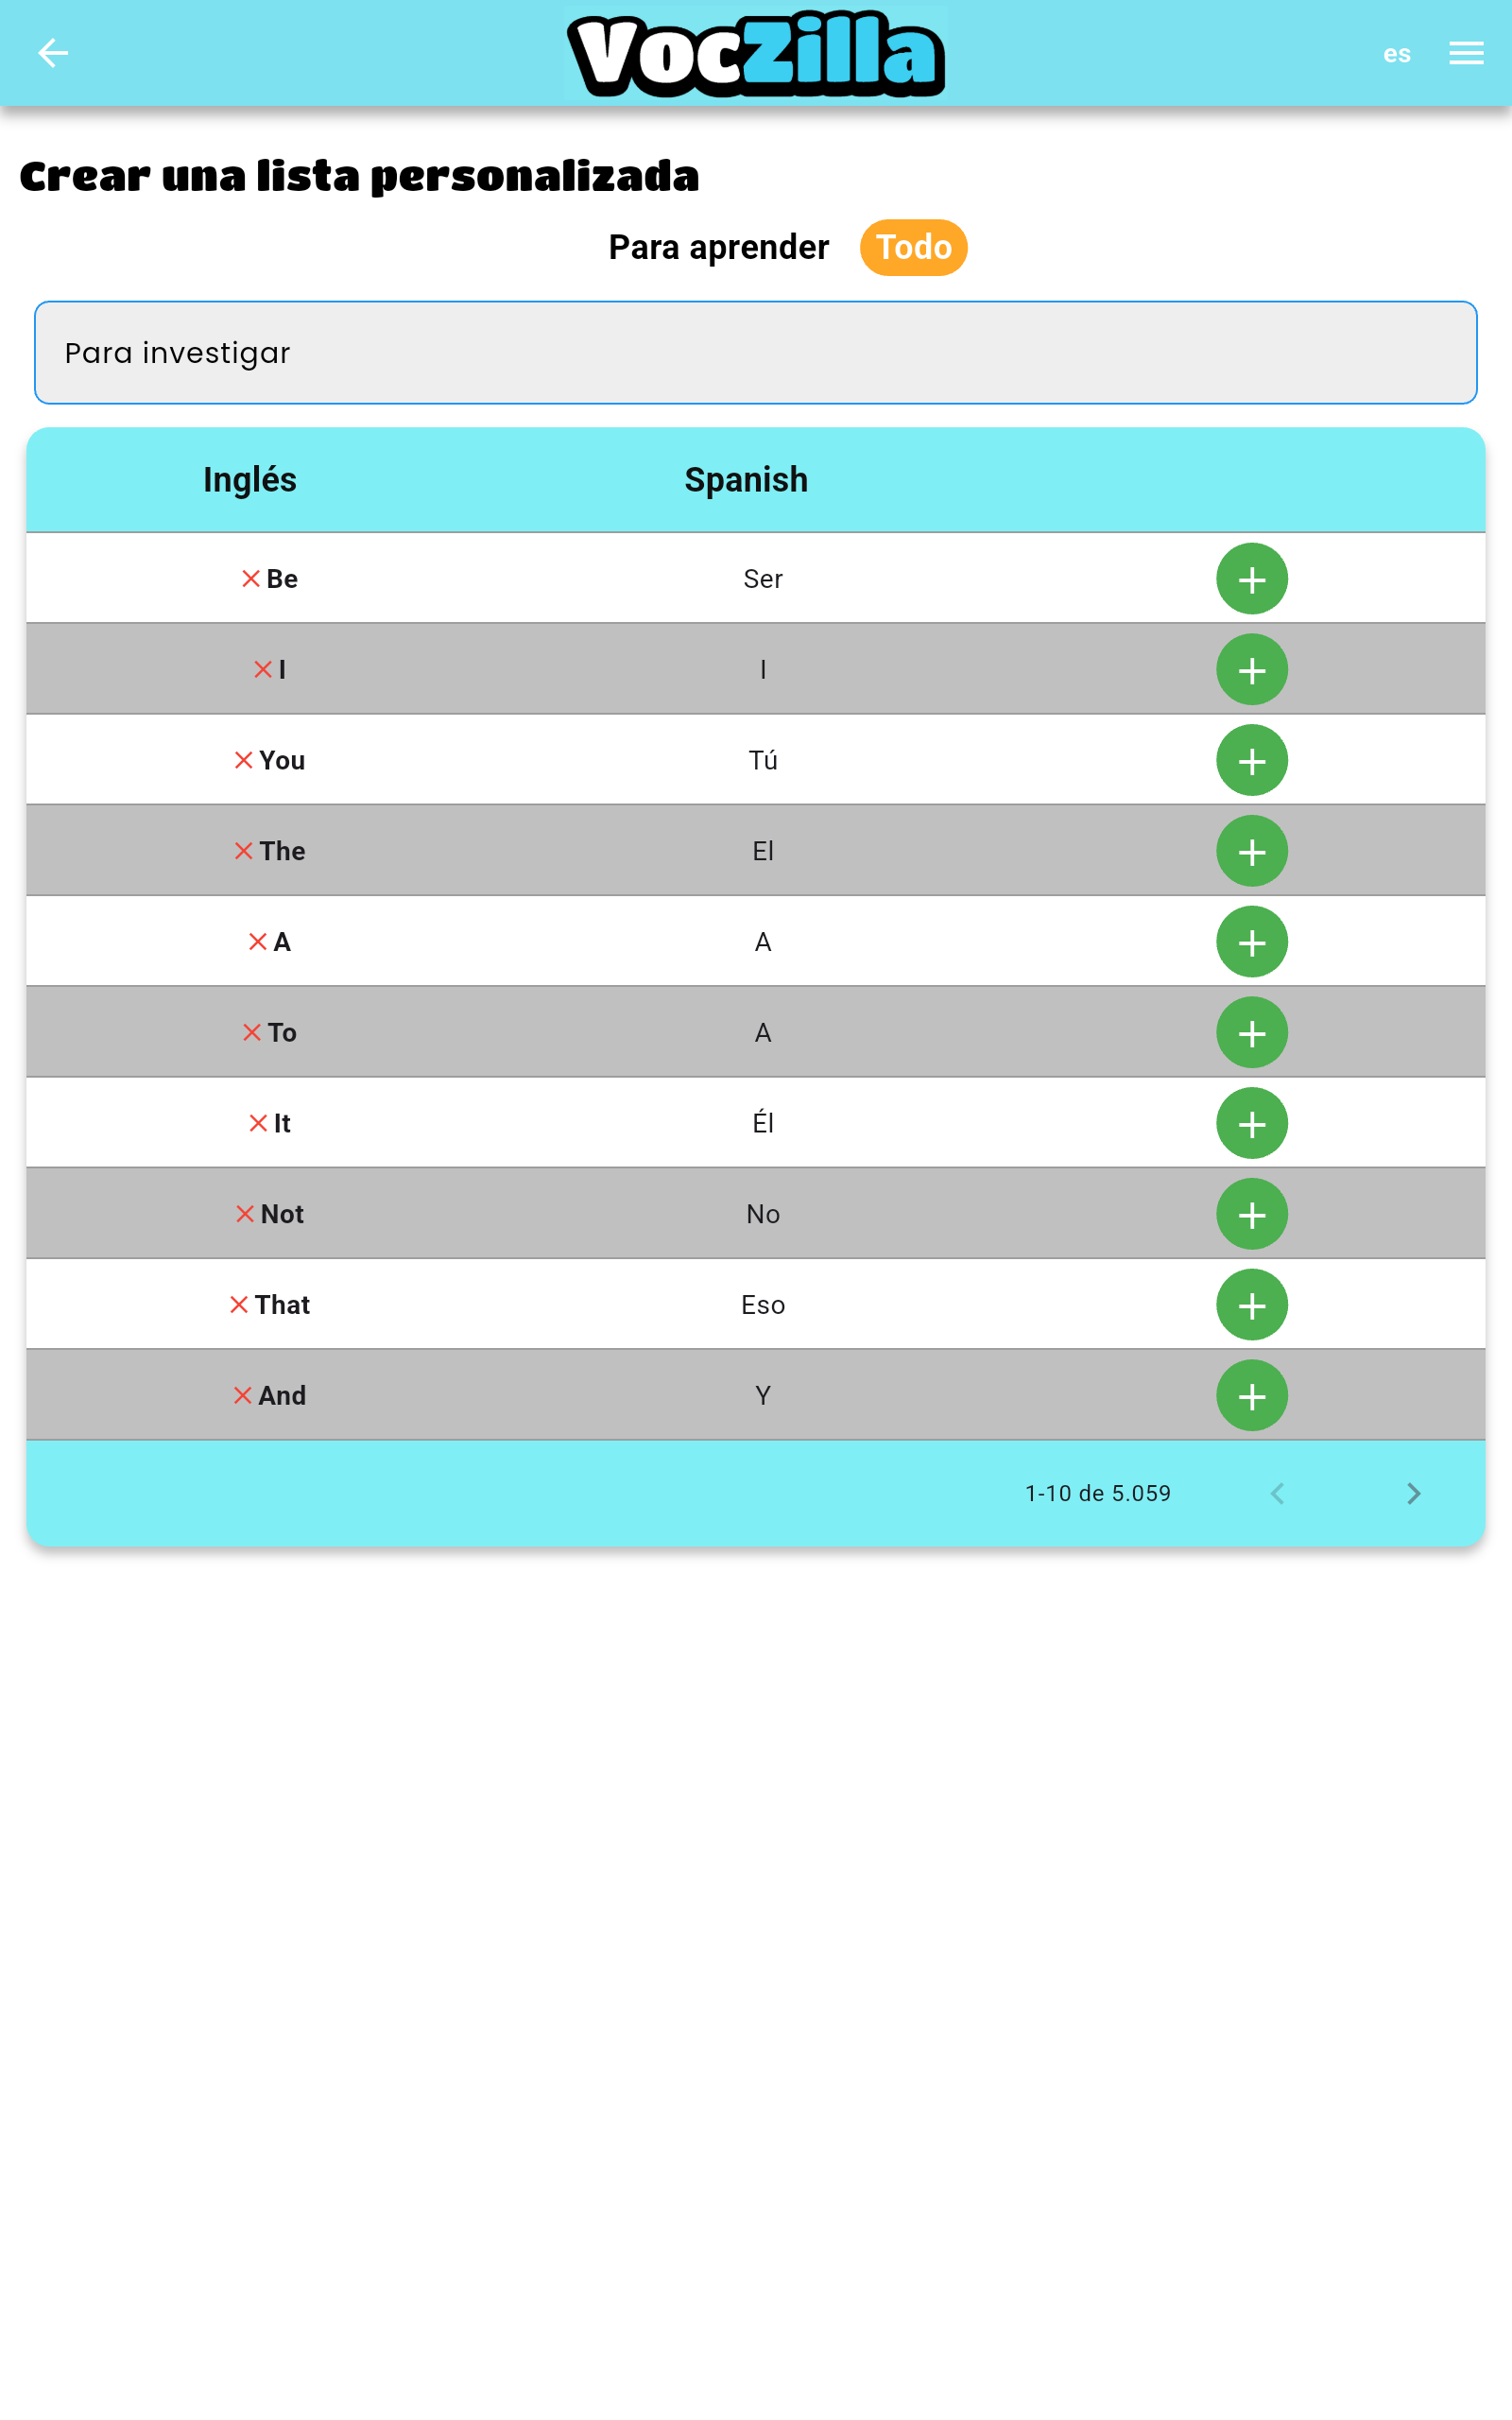 VocZilla
es
Crear una lista personalizada
Para aprender Todo
Para investigar
Inglés Spanish
Be Ser
I I
You Tú
The El
A A
To A
It Él
Not No
That Eso
And Y
1-10 de 5.059